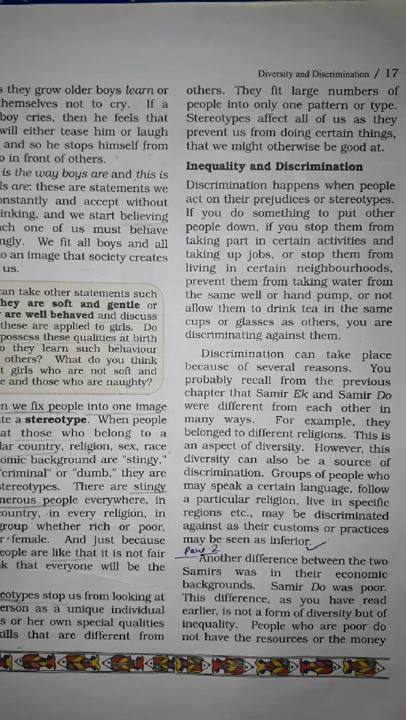 Diversity and Discrimination / 17
s they grow older boys learn or
themselves not to cry. If a
boy cries, then he feels that
will either tease him or laugh
and so he stops himself from
o in front of others.
is the way boys are and this is
ls are: these are statements we
onstantly and accept without
inking, and we start believing
ach one of us must behave
ngly. We fit all boys and all
o an image that society creates
us.
can take other statements such
hey are soft and gentle or
are well behaved and discuss
these are applied to girls. Do
possess these qualities at birth
o they learn such behaviour
others? What do you think
t girls who are not soft and
e and those who are naughty?
en we fix people into one image
ate a stereotype. When people
at those who belong to a
lar country, religion, sex, race
omic background are "stingy,"
"criminal" or "dumb," they are
stereotypes. There are stingy
nerous people everywhere, in
country, in every religion, in
group whether rich or poor,
r female. And just because
eople are like that it is not fair
nk that everyone will be the
eotypes stop us from looking at
erson as a unique individual
s or her own special qualities
kills that are different from
others. They fit large numbers of
people into only one pattern or type.
Stereotypes affect all of us as they
prevent us from doing certain things,
that we might otherwise be good at.
Inequality and Discrimination
Discrimination happens when people
act on their prejudices or stereotypes.
If you do something to put other
people down, if you stop them from
taking part in certain activities and
taking up jobs, or stop them from
living in certain neighbourhoods,
prevent them from taking water from
the same well or hand pump, or not
allow them to drink tea in the same
cups or glasses as others, you are
discriminating against them.
Discrimination can take place
because of several reasons. You
probably recall from the previous
chapter that Samir Ek and Samir Do
were different from each other in
many ways. For example, they
belonged to different religions. This is
an aspect of diversity. However, this
diversity can also be a source of
discrimination. Groups of people who
may speak a certain language, follow
a particular religion, live in specific
regions etc., may be discriminated
against as their customs or practices
may be seen as inferior.
Part 2
Another difference between the two
Samirs was in their economic
backgrounds. Samir Do was poor.
This difference, as you have read
earlier, is not a form of diversity but of
inequality. People who are poor do
not have the resources or the money